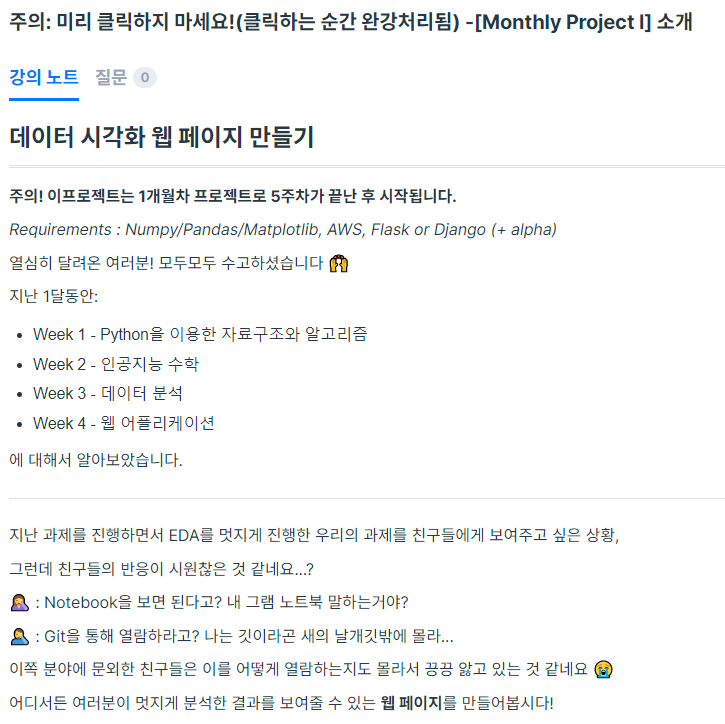 주의: 미리 클릭하지 마세요!(클릭하는 순간 완강처리됨) -[Monthly Project I] 소개
강의 노트 질문 0
데이터 시각화 웹 페이지 만들기
주의! 이프로젝트는 1개월차 프로젝트로 5주차가 끝난 후 시작됩니다.
Requirements : Numpy/Pandas/Matplotlib, AWS, Flask or Django (+ alpha)
열심히 달려온 여러분! 모두모두 수고하셨습니다 🙌
지난 1달동안:
• Week 1 - Python을 이용한 자료구조와 알고리즘
• Week 2 - 인공지능 수학
• Week 3 - 데이터 분석
• Week 4 - 웹 어플리케이션
에 대해서 알아보았습니다.
지난 과제를 진행하면서 EDA를 멋지게 진행한 우리의 과제를 친구들에게 보여주고 싶은 상황,
그런데 친구들의 반응이 시원찮은 것 같네요...?
🤷‍♀️ : Notebook을 보면 된다고? 내 그램 노트북 말하는거야?
🤷‍♂️ : Git을 통해 열람하라고? 나는 깃이라곤 새의 날개깃밖에 몰라...
이쪽 분야에 문외한 친구들은 이를 어떻게 열람하는지도 몰라서 끙끙 앓고 있는 것 같네요 😭
어디서든 여러분이 멋지게 분석한 결과를 보여줄 수 있는 웹 페이지를 만들어봅시다!